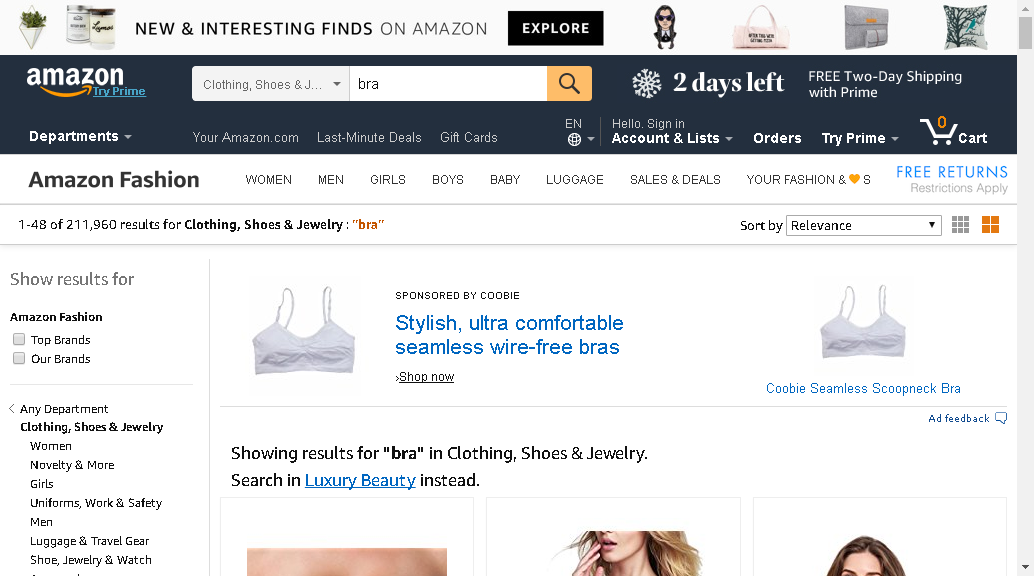 NEW & INTERESTING FINDS ON AMAZON
EXPLORE
amazon
Try Prime
Clothing, Shoes & J...
bra
2 days left
FREE Two-Day Shipping
with Prime
Departments
Your Amazon.com
Last-Minute Deals
Gift Cards
EN
Hello. Sign in
Account & Lists
Orders
Try Prime
0
Cart
Amazon Fashion
WOMEN
MEN
GIRLS
BOYS
BABY
LUGGAGE
SALES & DEALS
YOUR FASHION & 🧡 S
FREE RETURNS
Restrictions Apply
1-48 of 211,960 results for Clothing, Shoes & Jewelry : "bra"
Sort by
Relevance
Show results for
Amazon Fashion
Top Brands
Our Brands
Any Department
Clothing, Shoes & Jewelry
Women
Novelty & More
Girls
Uniforms, Work & Safety
Men
Luggage & Travel Gear
Shoe, Jewelry & Watch
SPONSORED BY COOBIE
Stylish, ultra comfortable
seamless wire-free bras
›Shop now
Coobie Seamless Scoopneck Bra
Ad feedback
Showing results for "bra" in Clothing, Shoes & Jewelry.
Search in Luxury Beauty instead.